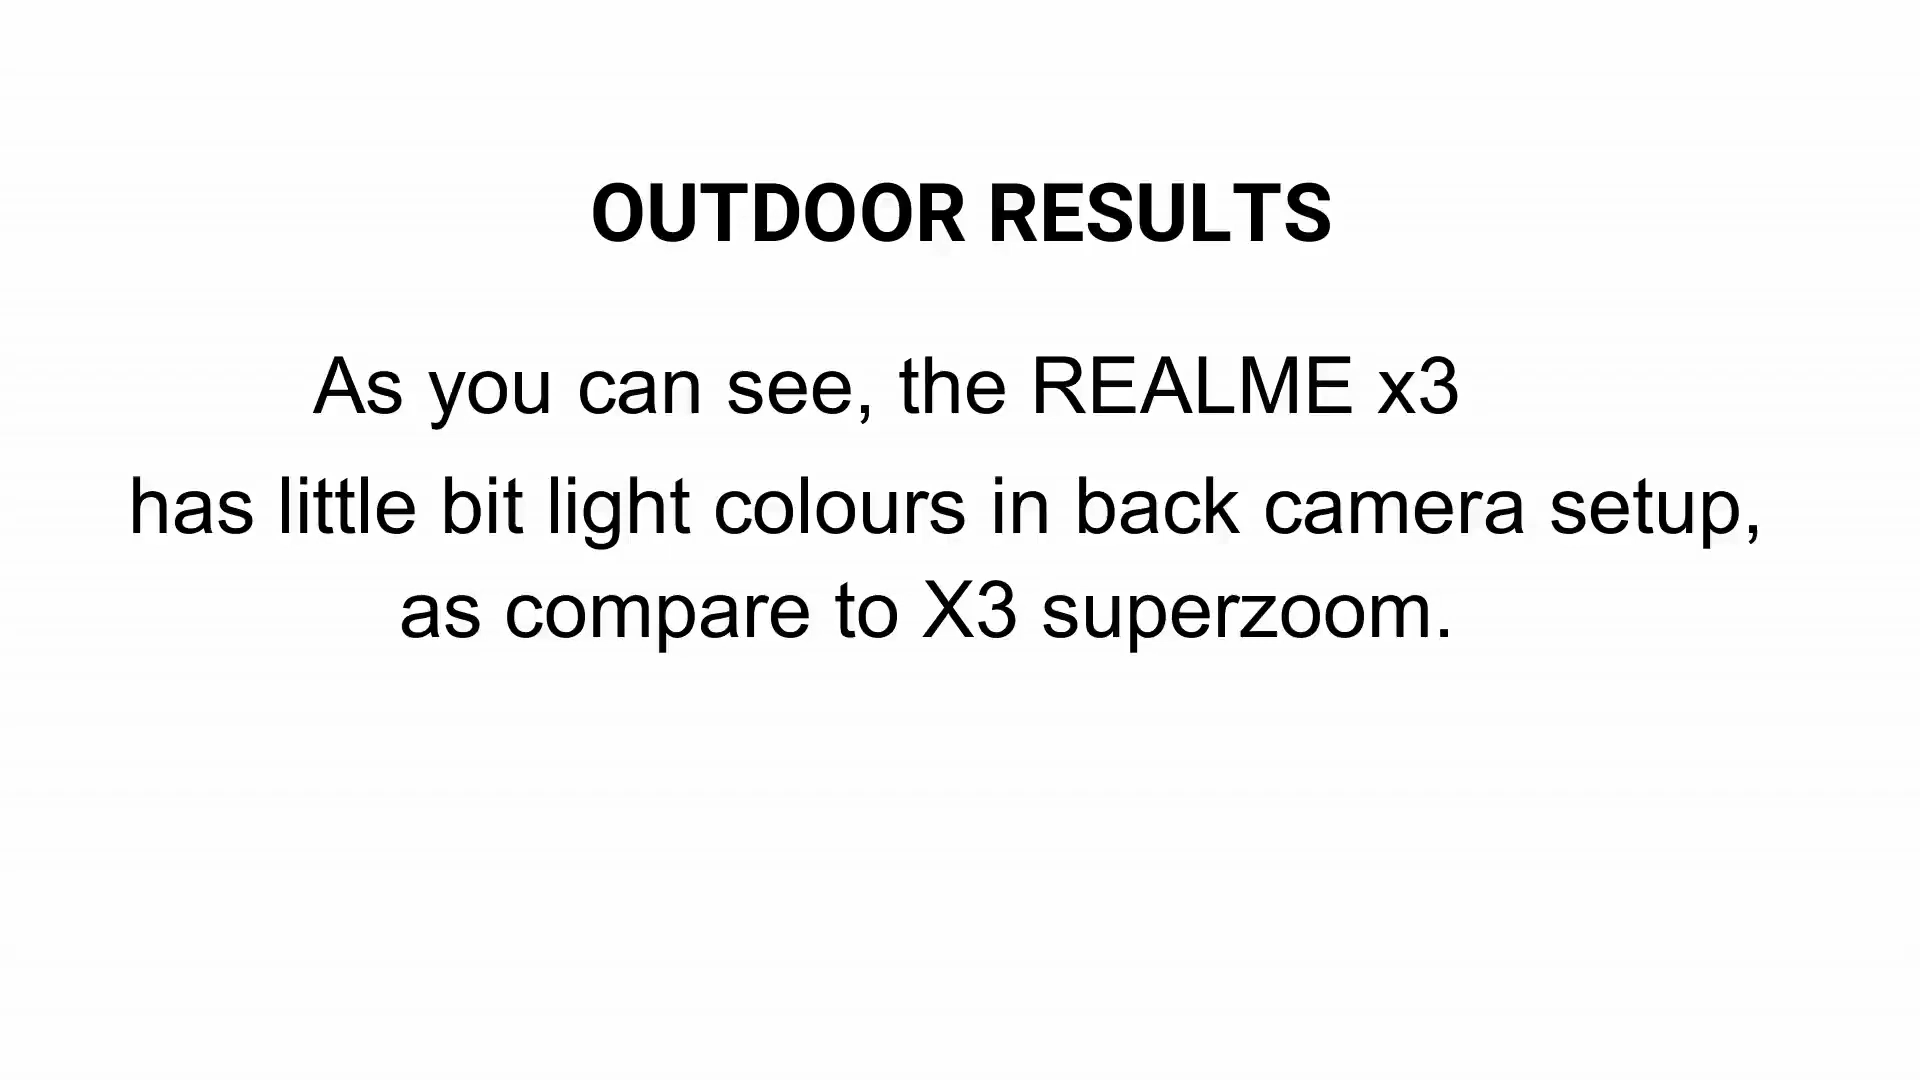 OUTDOOR RESULTS
As you can see, the REALME x3
has little bit light colours in back camera setup,
as compare to X3 superzoom.